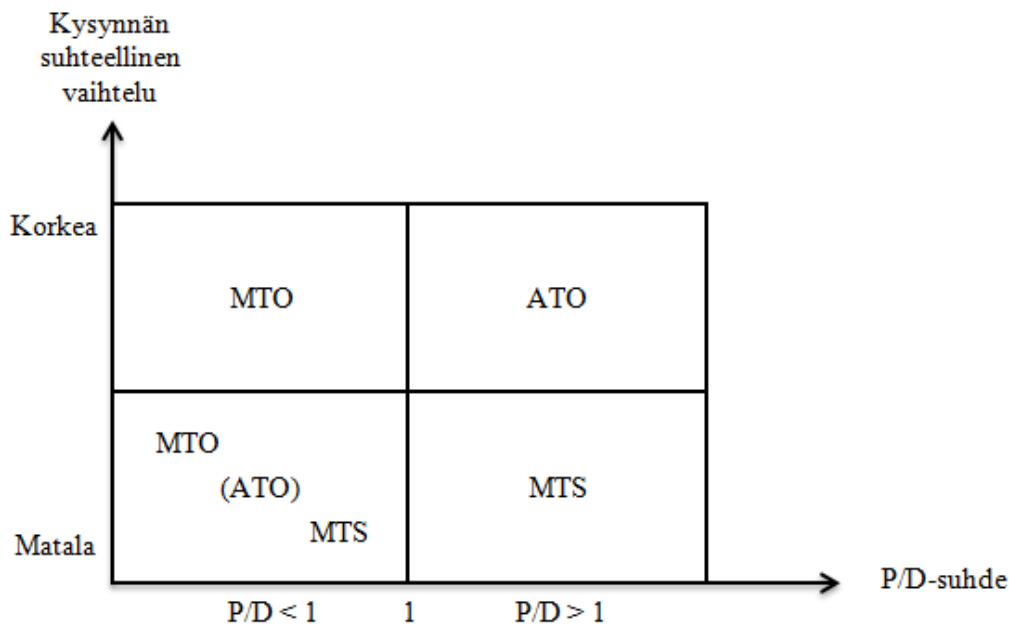 Kysynnän
suhteellinen
vaihtelu
Korkea
MTO
ATO
MTO
(ATO)
MTS
MTS
Matala
P/D-suhde
P/D < 1
1
P/D > 1